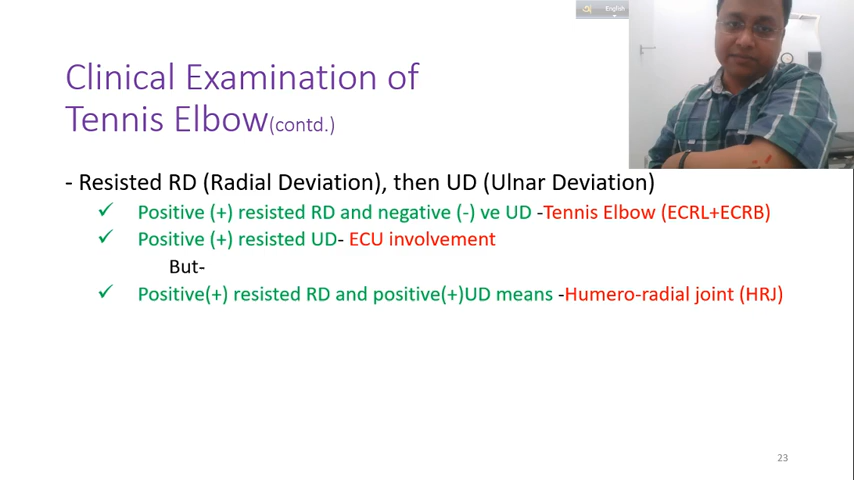 English
Clinical Examination of
Tennis Elbow(contd.)
- Resisted RD (Radial Deviation), then UD (Ulnar Deviation)
✓ Positive (+) resisted RD and negative (-) ve UD -Tennis Elbow (ECRL+ECRB)
✓ Positive (+) resisted UD- ECU involvement
But-
✓ Positive(+) resisted RD and positive(+)UD means -Humero-radial joint (HRJ)
23